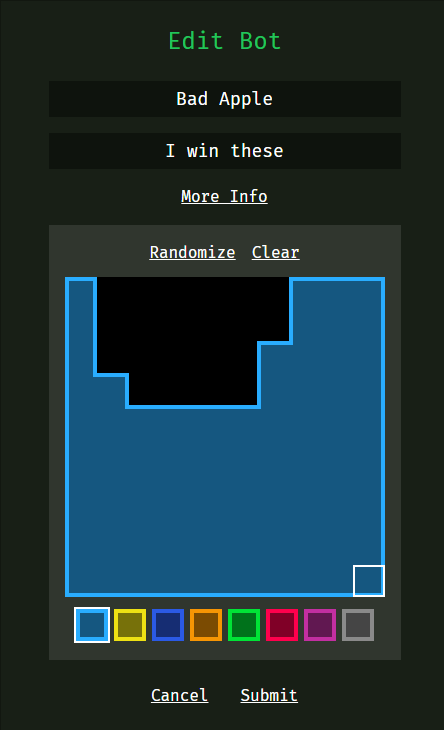 Edit Bot
Bad Apple
I win these
More Info
Randomize Clear
Cancel Submit